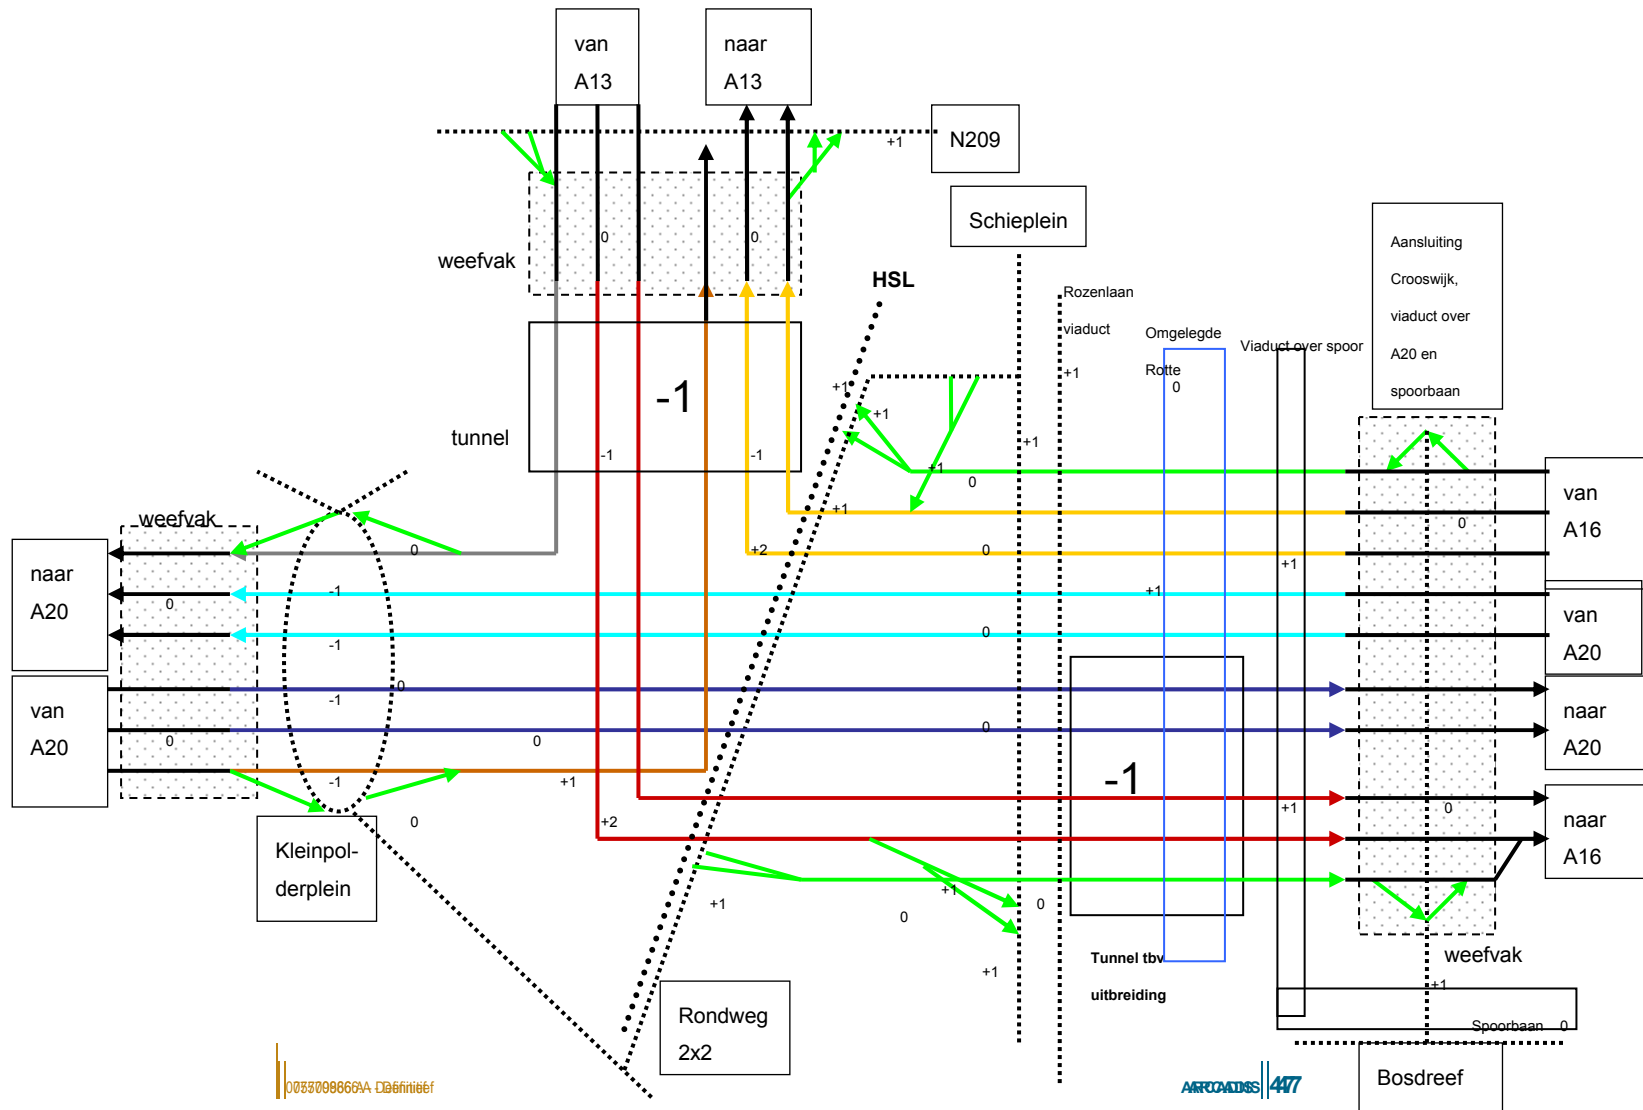 van
A13
naar
A13
+1
N209
Schieplein
0
0
weefvak
HSL
Rozenlaan
viaduct
Omgelegde
Rotte
0
Viaduct over spoor
Aansluiting
Crooswijk,
viaduct over
A20 en
spoorbaan
-1
tunnel
-1
-1
+1
+1
+1
+1
+1
0
van
A16
0
weefvak
0
+1
+2
0
+1
naar
A20
0
-1
+1
van
A20
-1
0
0
-1
van
A20
0
0
0
naar
A20
-1
+1
-1
+1
0
naar
A16
0
+2
Kleinpol-
derplein
+1
+1
0
0
+1
Tunnel tbv
uitbreiding
weefvak
+1
Rondweg
2x2
Spoorbaan 0
Bosdreef
ARCADIS